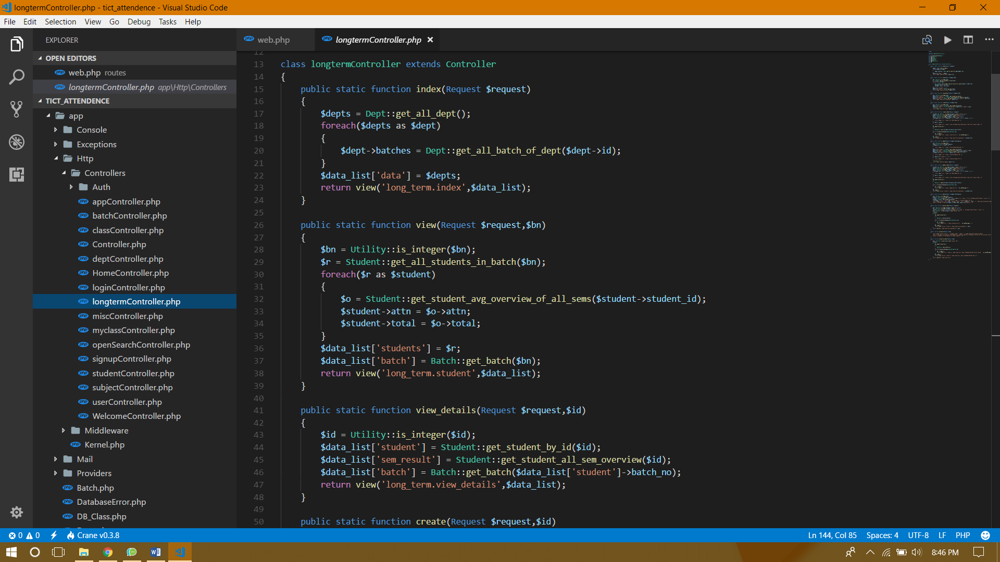 longtermController.php - tict_attendence - Visual Studio Code
File Edit Selection View Go Debug Tasks Help
EXPLORER
OPEN EDITORS
web.php routes
longtermController.php app\Http\Controllers
TICT_ATTENDENCE
app
Console
Exceptions
Http
Controllers
Auth
appController.php
batchController.php
classController.php
Controller.php
deptController.php
HomeController.php
loginController.php
longtermController.php
miscController.php
myclassController.php
openSearchController.php
signupController.php
studentController.php
subjectController.php
userController.php
WelcomeController.php
Middleware
Kernel.php
Mail
Providers
Batch.php
DatabaseError.php
DB_Class.php
web.php longtermController.php
12
13 class longtermController extends Controller
14 {
15 public static function index(Request $request)
16 {
17 $depts = Dept::get_all_dept();
18 foreach($depts as $dept)
19 {
20 $dept->batches = Dept::get_all_batch_of_dept($dept->id);
21 }
22 $data_list['data'] = $depts;
23 return view('long_term.index',$data_list);
24 }
25
26 public static function view(Request $request,$bn)
27 {
28 $bn = Utility::is_integer($bn);
29 $r = Student::get_all_students_in_batch($bn);
30 foreach($r as $student)
31 {
32 $o = Student::get_student_avg_overview_of_all_sems($student->student_id);
33 $student->attn = $o->attn;
34 $student->total = $o->total;
35 }
36 $data_list['students'] = $r;
37 $data_list['batch'] = Batch::get_batch($bn);
38 return view('long_term.student',$data_list);
39 }
40
41 public static function view_details(Request $request,$id)
42 {
43 $id = Utility::is_integer($id);
44 $data_list['student'] = Student::get_student_by_id($id);
45 $data_list['sem_result'] = Student::get_student_all_sem_overview($id);
46 $data_list['batch'] = Batch::get_batch($data_list['student']->batch_no);
47 return view('long_term.view_details',$data_list);
48 }
49
50 public static function create(Request $request,$id)
0 0 Crane v0.3.8 Ln 144, Col 85 Spaces: 4 UTF-8 LF PHP
8:46 PM